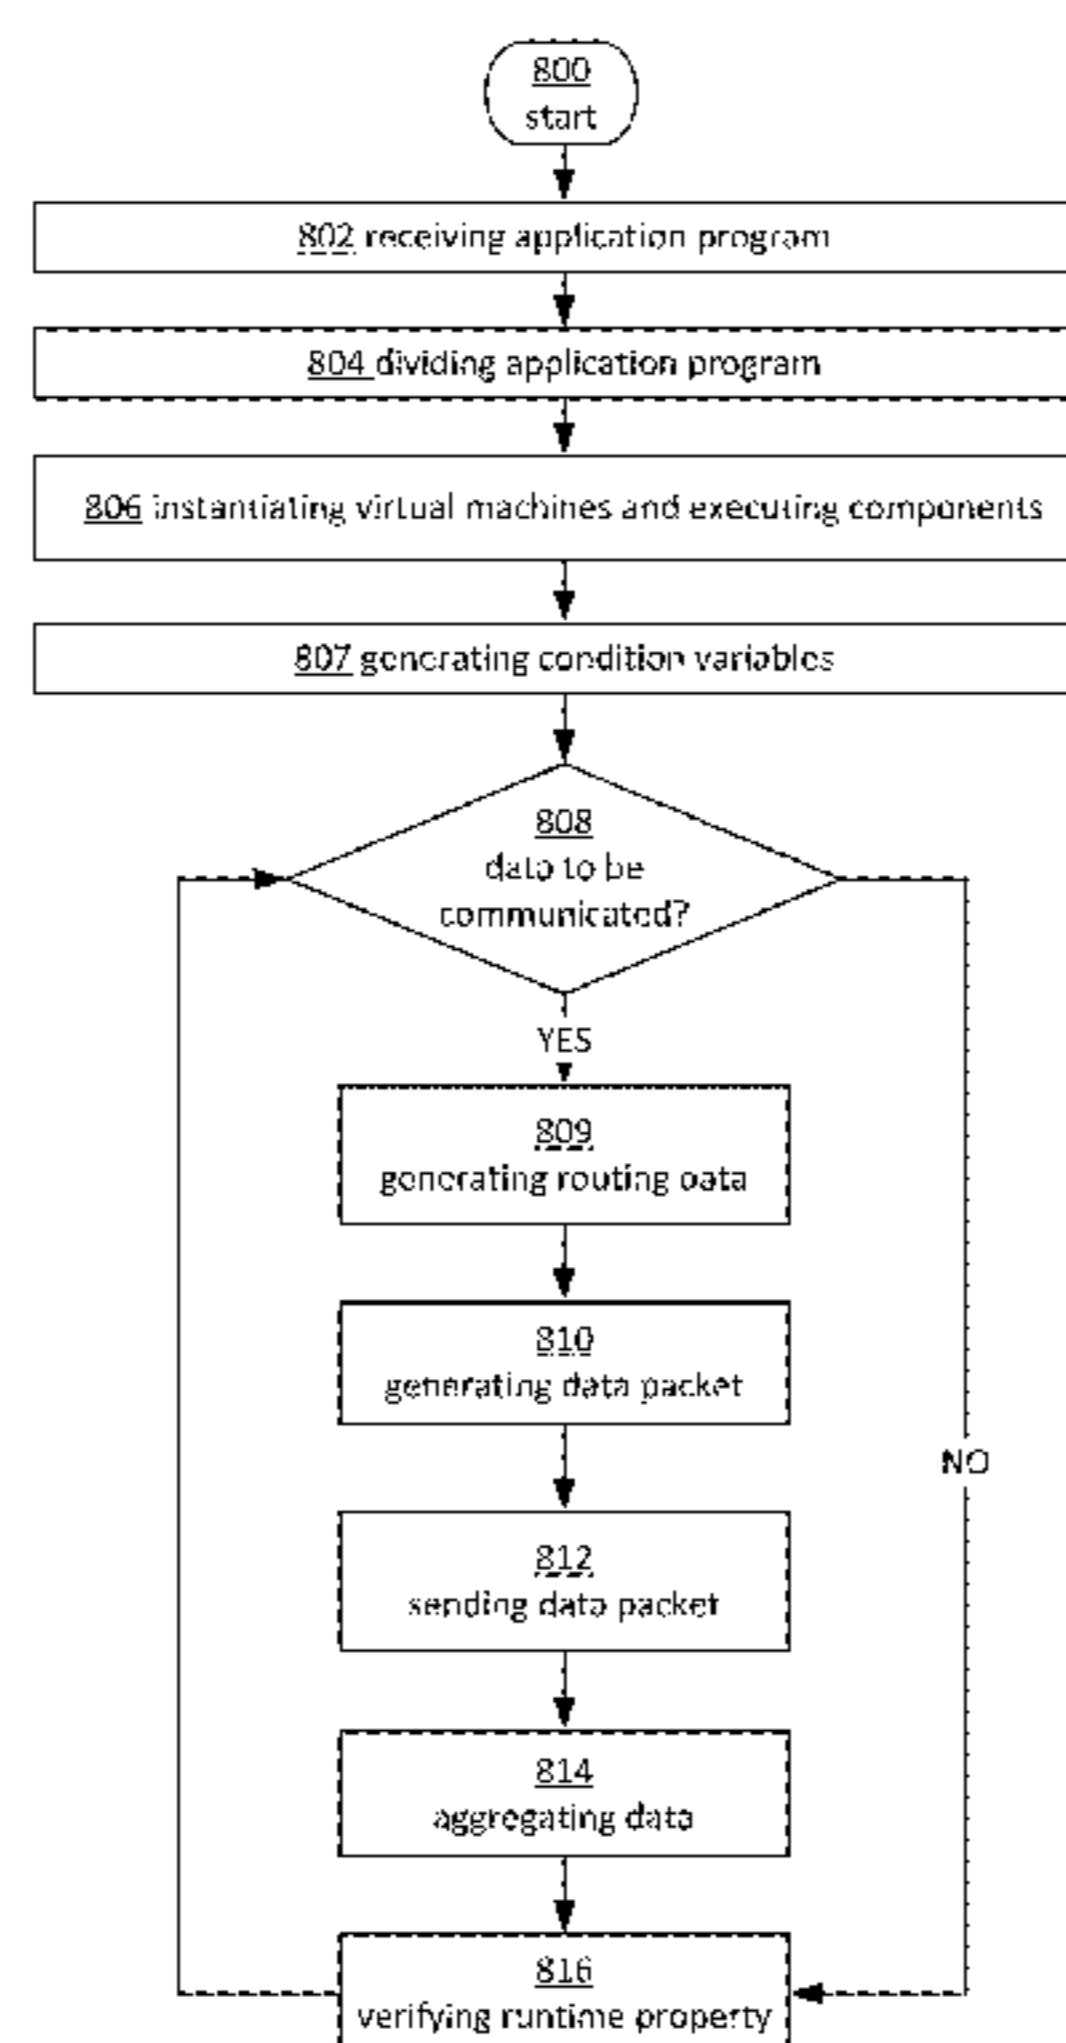 800
start
802 receiving application program
804 dividing application program
806 instantiating virtual machines and executing components
807 generating condition variables
808
data to be
communicated?
YES
809
generating routing data
810
generating data packet
NO
812
sending data packet
814
aggregating data
816
verifying runtime property